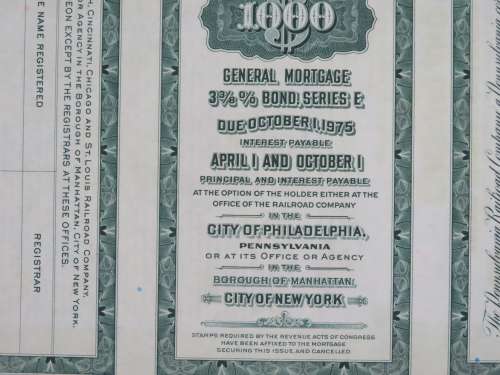 1000
GENERAL MORTGAGE
3⅜% BOND, SERIES E
DUE OCTOBER 1, 1975
INTEREST PAYABLE
APRIL 1 AND OCTOBER 1
PRINCIPAL AND INTEREST PAYABLE
AT THE OPTION OF THE HOLDER EITHER AT THE
OFFICE OF THE RAILROAD COMPANY
IN THE
CITY OF PHILADELPHIA,
PENNSYLVANIA
OR AT ITS OFFICE OR AGENCY
IN THE
BOROUGH OF MANHATTAN,
CITY OF NEW YORK
STAMPS REQUIRED BY THE REVENUE ACTS OF CONGRESS
HAVE BEEN AFFIXED TO THE MORTGAGE
SECURING THIS ISSUE, AND CANCELLED
H, CINCINNATI, CHICAGO AND ST. LOUIS RAILROAD COMPANY,
OR AGENCY IN THE BOROUGH OF MANHATTAN, CITY OF NEW YORK.
EON EXCEPT BY THE REGISTRARS AT THESE OFFICES.
E NAME REGISTERED
REGISTRAR